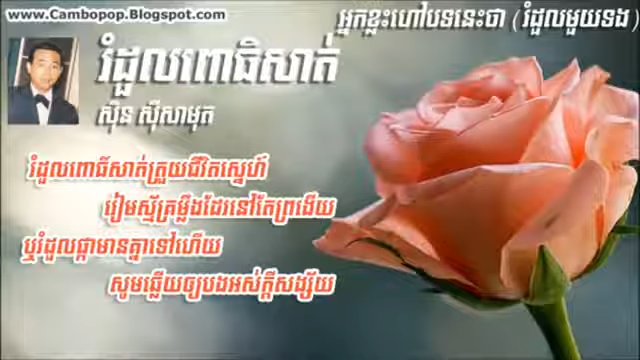 www.Cambopop.Blogspot.com
អ្នកខ្លះហៅបទនេះថា ( រំដួលមួយទង )
រំដួលពោធិសាត់
ស៊ិន ស៊ីសាមុត
រំដួលពោធិ៍សាក់ត្រួយជីវិតស្នេហ៍
រៀមស្ម័គ្រខ្លឹងដែរនៅតែព្រងើយ
ឬរំដួលផ្កាមានគ្នាទៅហើយ
សូមឆ្លើយឲ្យបងអស់ក្ដីសង្ស័យ